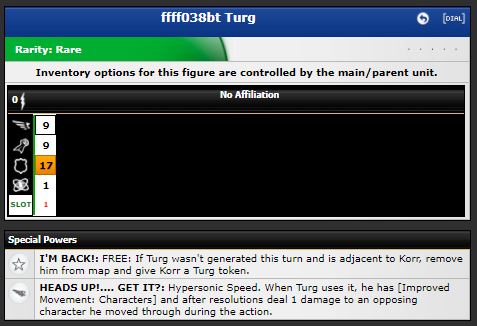 ffff038bt Turg
[DIAL]
Rarity: Rare
Inventory options for this figure are controlled by the main/parent unit.
0
No Affiliation
9
9
17
1
SLOT 1
Special Powers
I'M BACK!: FREE: If Turg wasn't generated this turn and is adjacent to Korr, remove
him from map and give Korr a Turg token.
HEADS UP!.... GET IT?: Hypersonic Speed. When Turg uses it, he has [Improved
Movement: Characters] and after resolutions deal 1 damage to an opposing
character he moved through during the action.